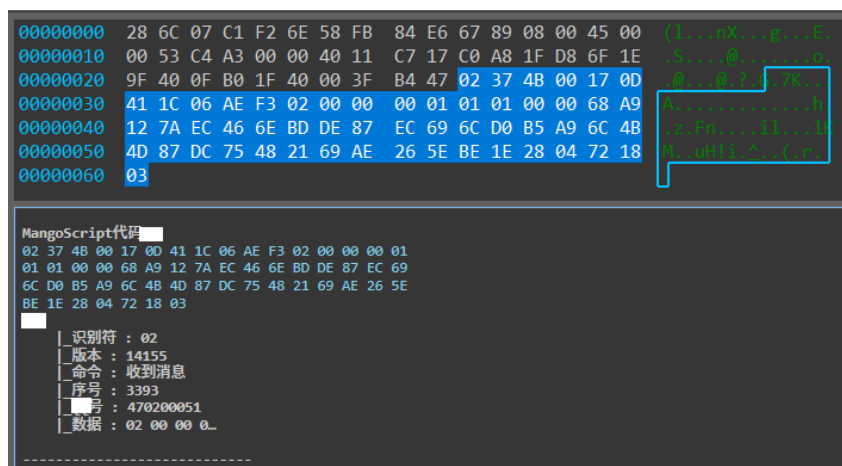 00000000 28 6C 07 C1 F2 6E 58 FB 84 E6 67 89 08 00 45 00 (l...nX...g...E.
00000010 00 53 C4 A3 00 00 40 11 C7 17 C0 A8 1F D8 6F 1E .S....@.......o.
00000020 9F 40 0F B0 1F 40 00 3F B4 47 02 37 4B 00 17 0D .@...@.?.G.7K...
00000030 41 1C 06 AE F3 02 00 00 00 01 01 01 00 00 68 A9 A.............h.
00000040 12 7A EC 46 6E BD DE 87 EC 69 6C D0 B5 A9 6C 4B .z.Fn....il...lK
00000050 4D 87 DC 75 48 21 69 AE 26 5E BE 1E 28 04 72 18 M..uH!i.^..(.r.
00000060 03 .
MangoScript代码
02 37 4B 00 17 0D 41 1C 06 AE F3 02 00 00 00 01
01 01 00 00 68 A9 12 7A EC 46 6E BD DE 87 EC 69
6C D0 B5 A9 6C 4B 4D 87 DC 75 48 21 69 AE 26 5E
BE 1E 28 04 72 18 03
|_识别符 : 02
|_版本 : 14155
|_命令 : 收到消息
|_序号 : 3393
|_号 : 470200051
|_数据 : 02 00 00 0…
----------------------------